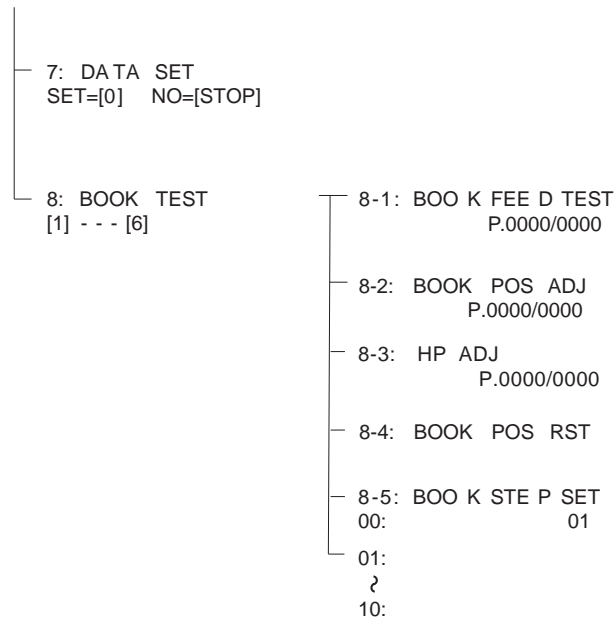 7: DATA SET
SET=[0] NO=[STOP]
8: BOOK TEST
[1] - - - [6]
8-1: BOO K FEE D TEST
P.0000/0000
8-2: BOOK POS ADJ
P.0000/0000
8-3: HP ADJ
P.0000/0000
8-4: BOOK POS RST
8-5: BOO K STE P SET
00: 01
01:
~
10: